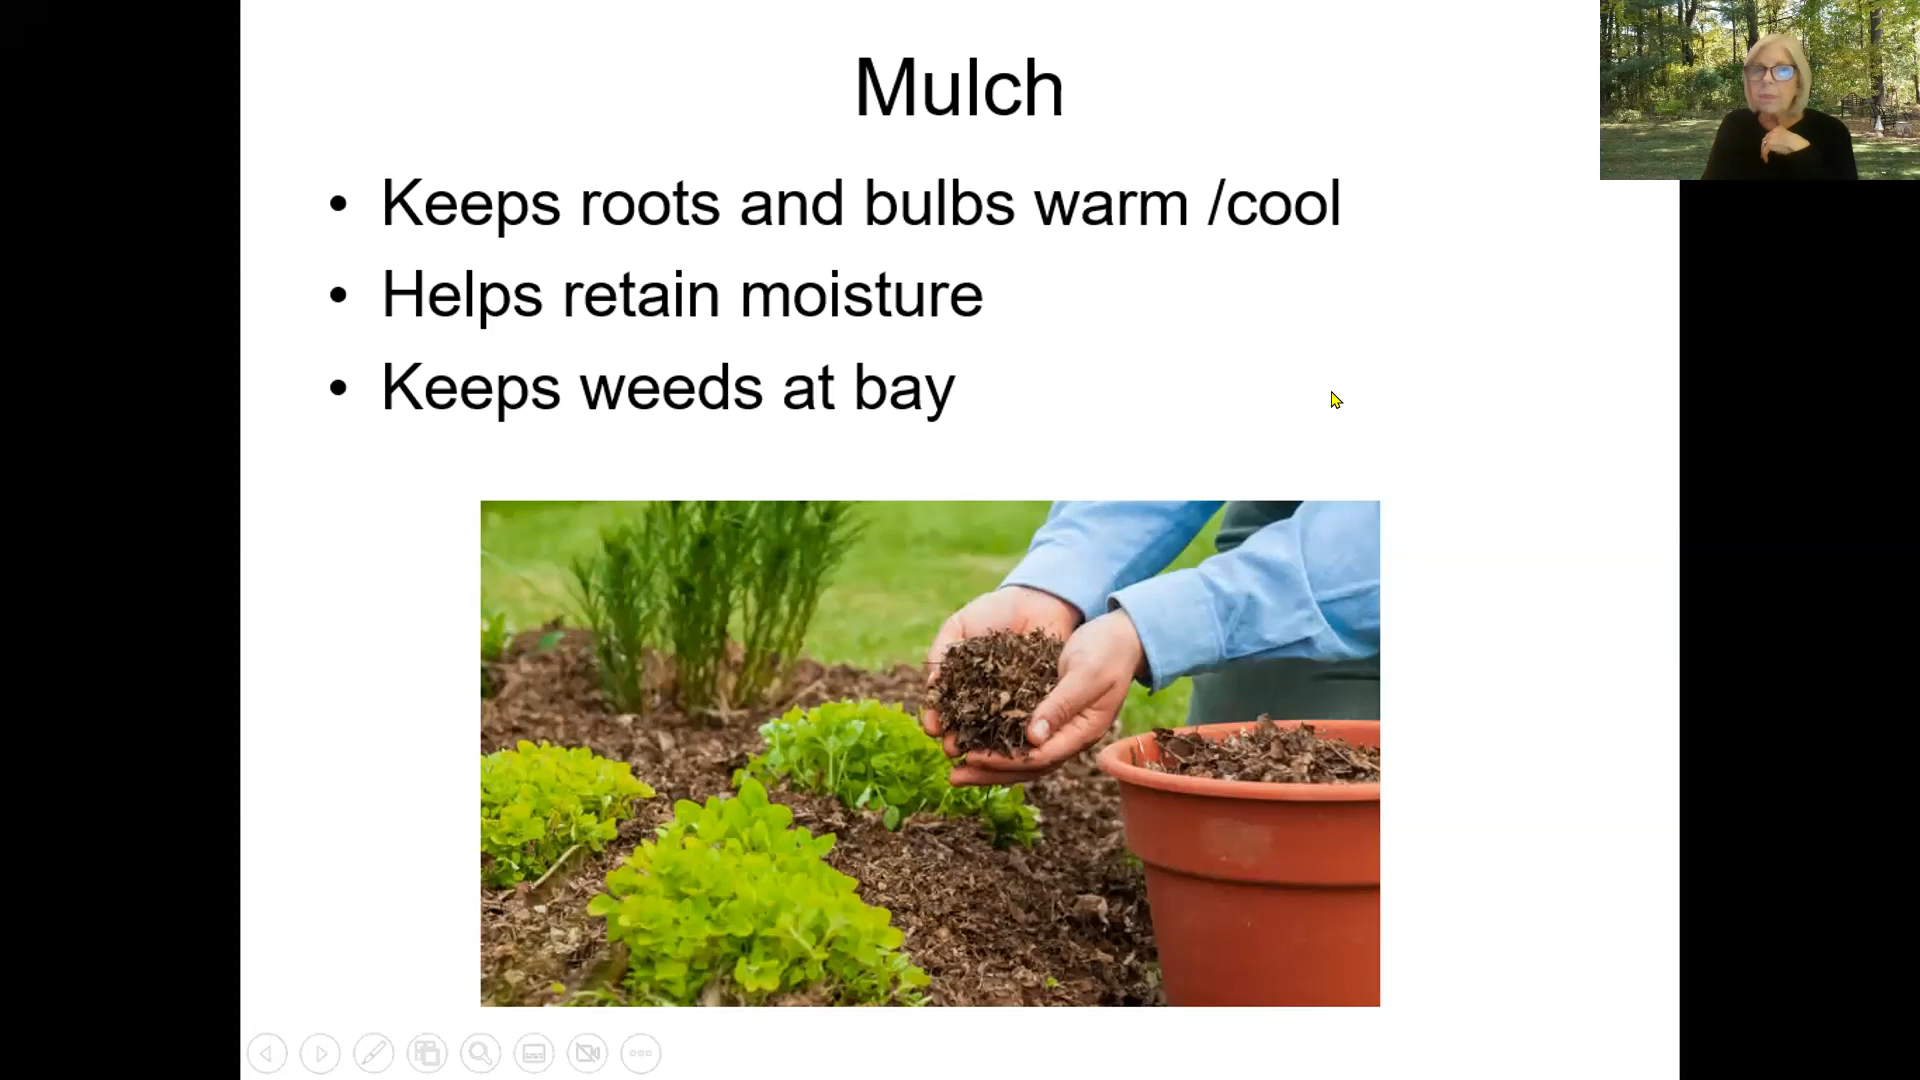 Mulch
• Keeps roots and bulbs warm /cool
• Helps retain moisture
• Keeps weeds at bay